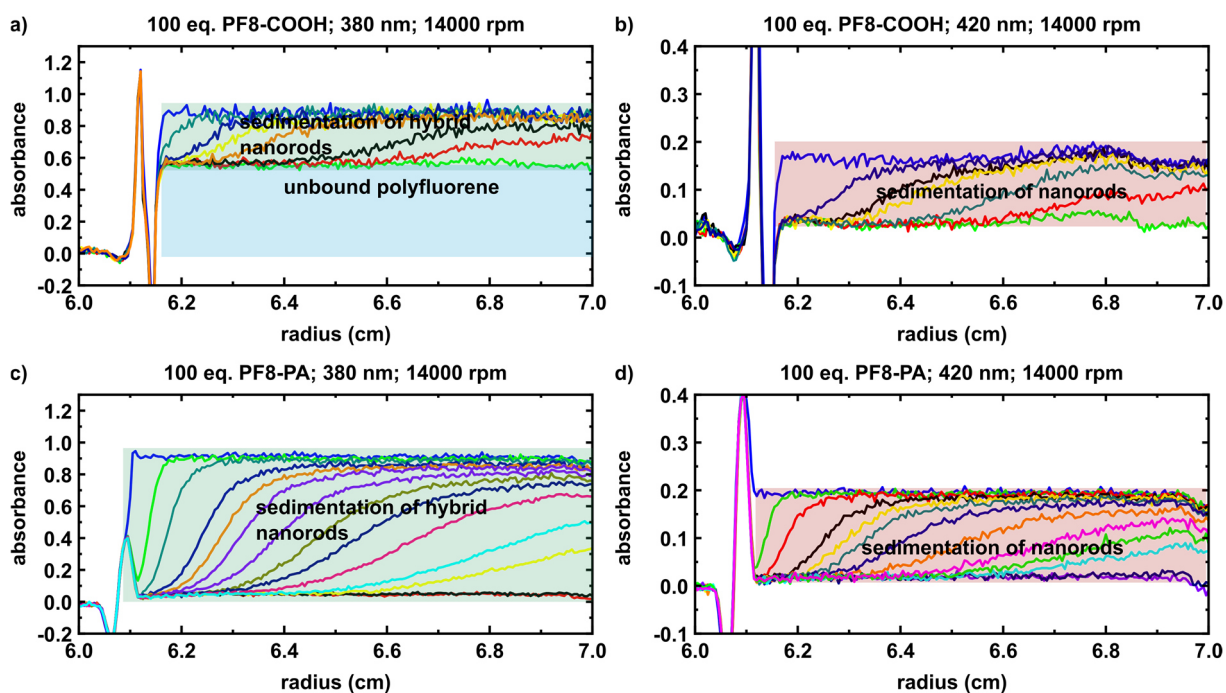 a)
100 eq. PF8-COOH; 380 nm; 14000 rpm
absorbance
1.2
1.0
0.8
0.6
0.4
0.2
0.0
-0.2
sedimentation of hybrid
nanorods
unbound polyfluorene
6.0 6.2 6.4 6.6 6.8 7.0
radius (cm)
b)
100 eq. PF8-COOH; 420 nm; 14000 rpm
absorbance
0.4
0.3
0.2
0.1
0.0
-0.1
sedimentation of nanorods
6.0 6.2 6.4 6.6 6.8 7.0
radius (cm)
c)
100 eq. PF8-PA; 380 nm; 14000 rpm
absorbance
1.2
1.0
0.8
0.6
0.4
0.2
0.0
-0.2
sedimentation of hybrid
nanorods
6.0 6.2 6.4 6.6 6.8 7.0
radius (cm)
d)
100 eq. PF8-PA; 420 nm; 14000 rpm
absorbance
0.4
0.3
0.2
0.1
0.0
-0.1
sedimentation of nanorods
6.0 6.2 6.4 6.6 6.8 7.0
radius (cm)